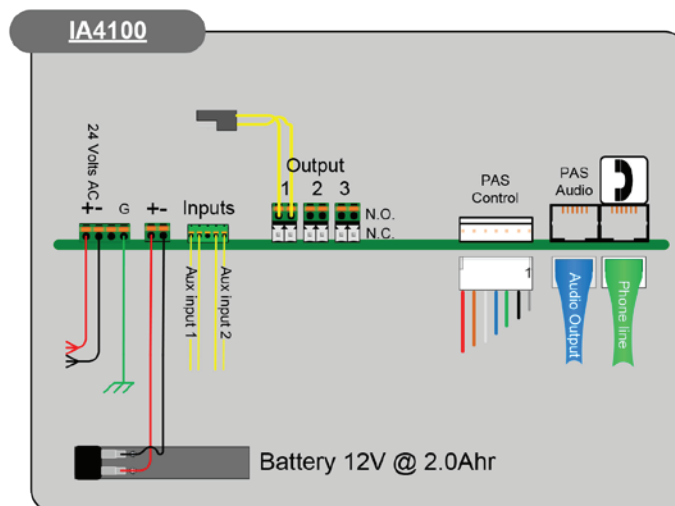 IA4100
24 Volts AC
+-
G
+-
Inputs
Output
1 2 3
N.O.
N.C.
PAS
Control
PAS
Audio
Aux input 1
Aux input 2
1
Audio Output
Phone line
Battery 12V @ 2.0Ahr